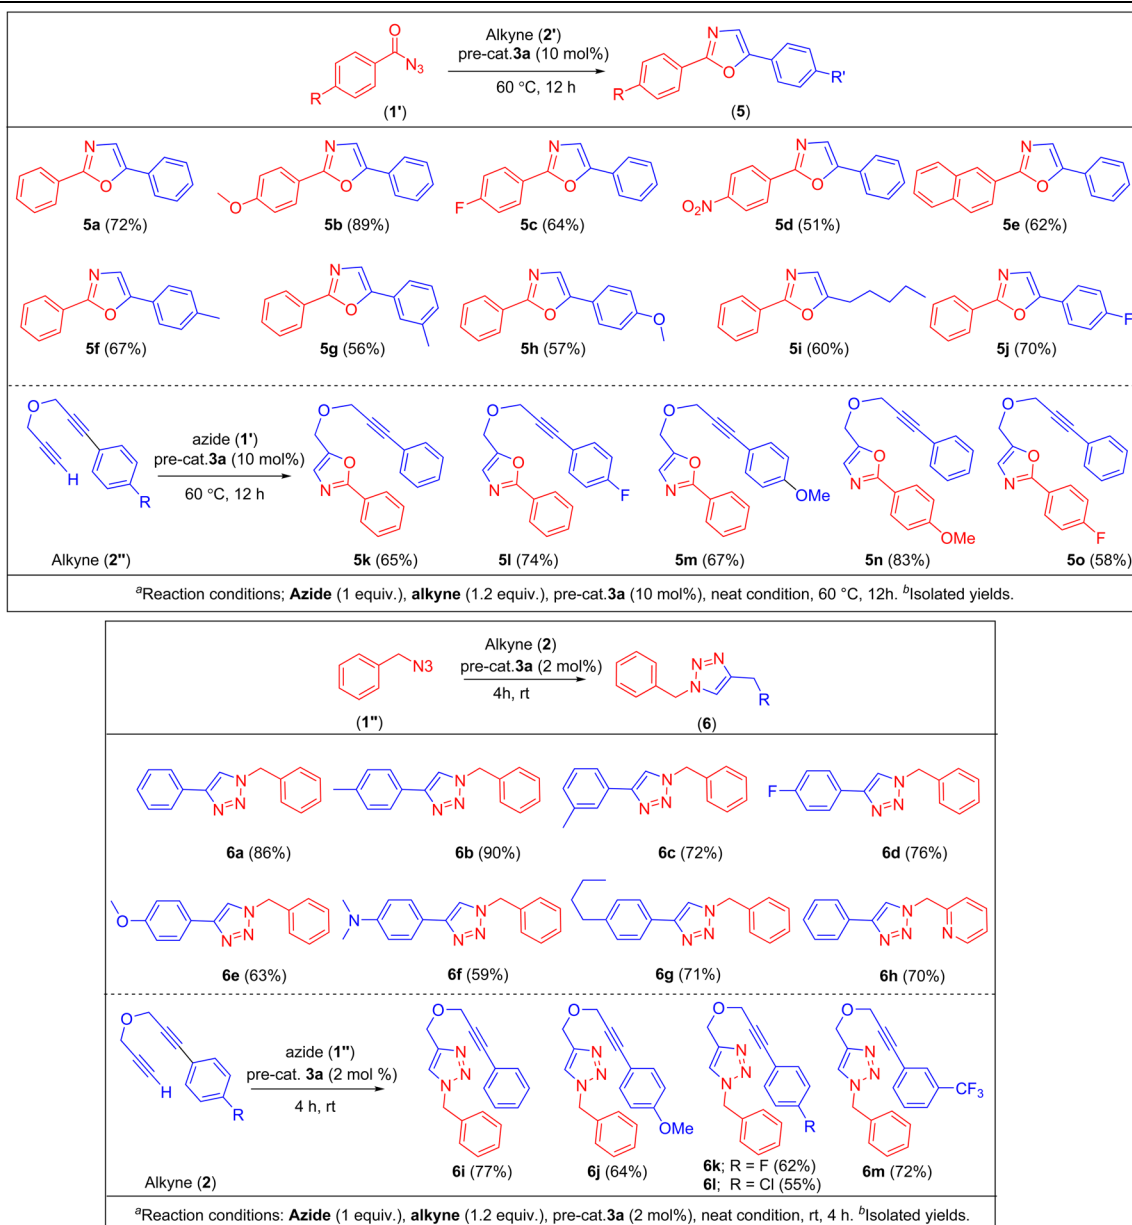 O
N3
R
(1')
Alkyne (2')
pre-cat.3a (10 mol%)
60 °C, 12 h
N
O
R
R'
(5)
5a (72%)
5b (89%)
5c (64%)
5d (51%)
5e (62%)
5f (67%)
5g (56%)
5h (57%)
5i (60%)
5j (70%)
azide (1')
pre-cat.3a (10 mol%)
60 °C, 12 h
Alkyne (2'')
5k (65%)
5l (74%)
5m (67%)
5n (83%)
5o (58%)
aReaction conditions; Azide (1 equiv.), alkyne (1.2 equiv.), pre-cat.3a (10 mol%), neat condition, 60 °C, 12h. bIsolated yields.
N3
(1'')
Alkyne (2)
pre-cat.3a (2 mol%)
4h, rt
N N N
R
(6)
6a (86%)
6b (90%)
6c (72%)
6d (76%)
6e (63%)
6f (59%)
6g (71%)
6h (70%)
azide (1'')
pre-cat. 3a (2 mol %)
4 h, rt
Alkyne (2)
6i (77%)
6j (64%)
6k; R = F (62%)
6l; R = Cl (55%)
6m (72%)
aReaction conditions: Azide (1 equiv.), alkyne (1.2 equiv.), pre-cat.3a (2 mol%), neat condition, rt, 4 h. bIsolated yields.